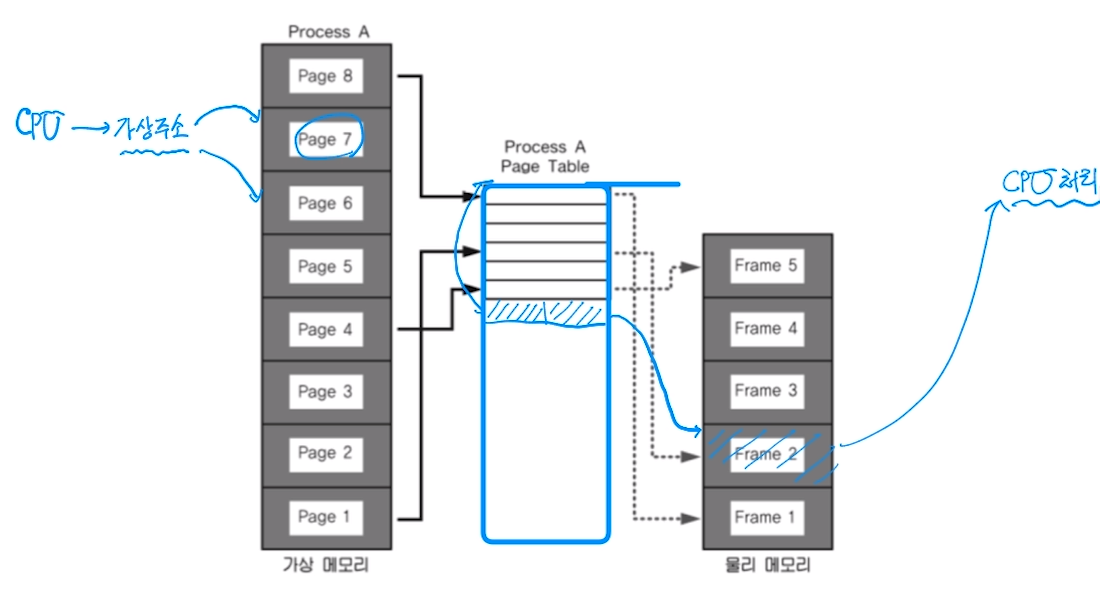 Process A
Page 8
Page 7
Page 6
Page 5
Page 4
Page 3
Page 2
Page 1
가상 메모리
CPU → 가상주소
Process A
Page Table
Frame 5
Frame 4
Frame 3
Frame 2
Frame 1
물리 메모리
CPU 처리